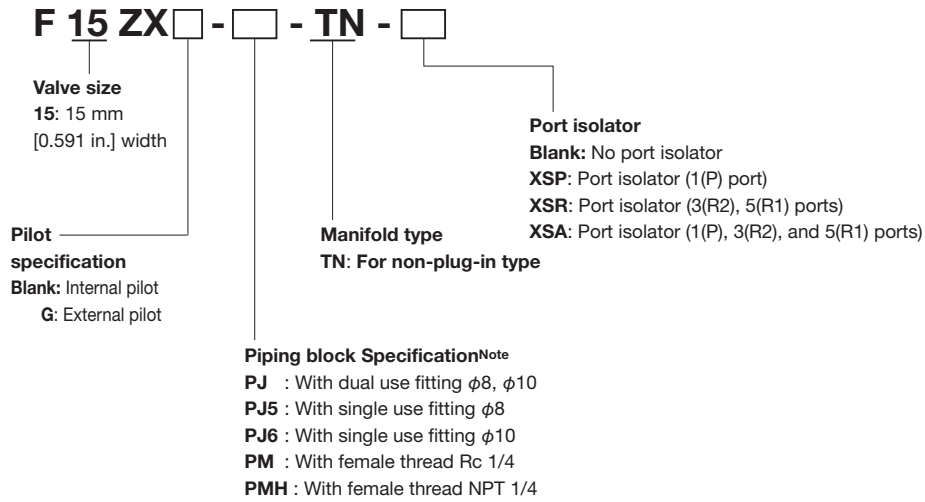 F 15 ZX□ - □ - TN - □
Valve size
15: 15 mm
[0.591 in.] width
Port isolator
Blank: No port isolator
XSP: Port isolator (1(P) port)
XSR: Port isolator (3(R2), 5(R1) ports)
XSA: Port isolator (1(P), 3(R2), and 5(R1) ports)
Pilot
specification
Blank: Internal pilot
G: External pilot
Manifold type
TN: For non-plug-in type
Piping block SpecificationNote
PJ : With dual use fitting φ8, φ10
PJ5 : With single use fitting φ8
PJ6 : With single use fitting φ10
PM : With female thread Rc 1/4
PMH : With female thread NPT 1/4